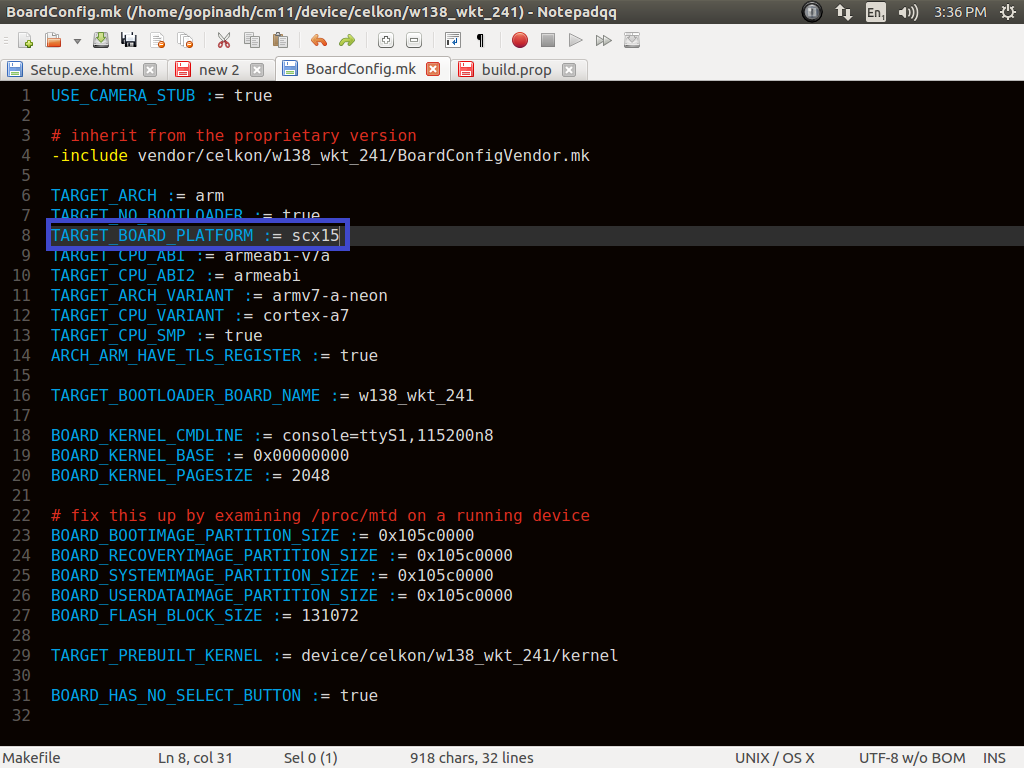 BoardConfig.mk (/home/gopinadh/cm11/device/celkon/w138_wkt_241) - Notepadqq
En1 3:36 PM
Setup.exe.html new 2 BoardConfig.mk build.prop
1 USE_CAMERA_STUB := true
2
3 # inherit from the proprietary version
4 -include vendor/celkon/w138_wkt_241/BoardConfigVendor.mk
5
6 TARGET_ARCH := arm
7 TARGET_NO_BOOTLOADER := true
8 TARGET_BOARD_PLATFORM := scx15
9 TARGET_CPU_ABI := armeabi-v7a
10 TARGET_CPU_ABI2 := armeabi
11 TARGET_ARCH_VARIANT := armv7-a-neon
12 TARGET_CPU_VARIANT := cortex-a7
13 TARGET_CPU_SMP := true
14 ARCH_ARM_HAVE_TLS_REGISTER := true
15
16 TARGET_BOOTLOADER_BOARD_NAME := w138_wkt_241
17
18 BOARD_KERNEL_CMDLINE := console=ttyS1,115200n8
19 BOARD_KERNEL_BASE := 0x00000000
20 BOARD_KERNEL_PAGESIZE := 2048
21
22 # fix this up by examining /proc/mtd on a running device
23 BOARD_BOOTIMAGE_PARTITION_SIZE := 0x105c0000
24 BOARD_RECOVERYIMAGE_PARTITION_SIZE := 0x105c0000
25 BOARD_SYSTEMIMAGE_PARTITION_SIZE := 0x105c0000
26 BOARD_USERDATAIMAGE_PARTITION_SIZE := 0x105c0000
27 BOARD_FLASH_BLOCK_SIZE := 131072
28
29 TARGET_PREBUILT_KERNEL := device/celkon/w138_wkt_241/kernel
30
31 BOARD_HAS_NO_SELECT_BUTTON := true
32
Makefile Ln 8, col 31 Sel 0 (1) 918 chars, 32 lines UNIX / OS X UTF-8 w/o BOM INS